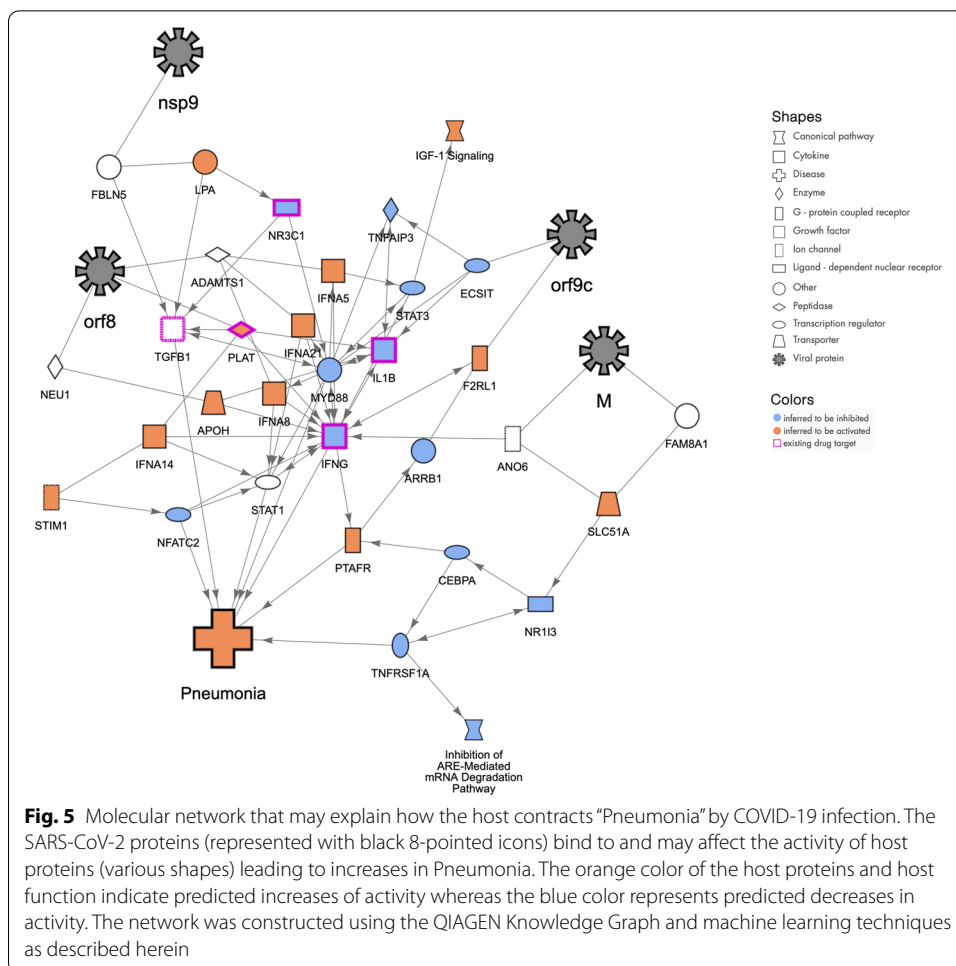 nsp9
IGF-1 Signaling
FBLN5
LPA
NR3C1
TNFAIP3
orf9c
ADAMTS1
IFNA5
ECSIT
orf8
STAT3
TGFB1
PLAT
IFNA21
IL1B
M
NEU1
MYD88
F2RL1
APOH
IFNA8
FAM8A1
IFNA14
IFNG
ARRB1
ANO6
STIM1
STAT1
SLC51A
NFATC2
PTAFR
CEBPA
NR1I3
TNFRSF1A
Pneumonia
Inhibition of
ARE-Mediated
mRNA Degradation
Pathway
Shapes
Canonical pathway
Cytokine
Disease
Enzyme
G - protein coupled receptor
Growth factor
Ion channel
Ligand - dependent nuclear receptor
Other
Peptidase
Transcription regulator
Transporter
Viral protein
Colors
inferred to be inhibited
inferred to be activated
existing drug target
Fig. 5 Molecular network that may explain how the host contracts “Pneumonia” by COVID-19 infection. The
SARS-CoV-2 proteins (represented with black 8-pointed icons) bind to and may affect the activity of host
proteins (various shapes) leading to increases in Pneumonia. The orange color of the host proteins and host
function indicate predicted increases of activity whereas the blue color represents predicted decreases in
activity. The network was constructed using the QIAGEN Knowledge Graph and machine learning techniques
as described herein